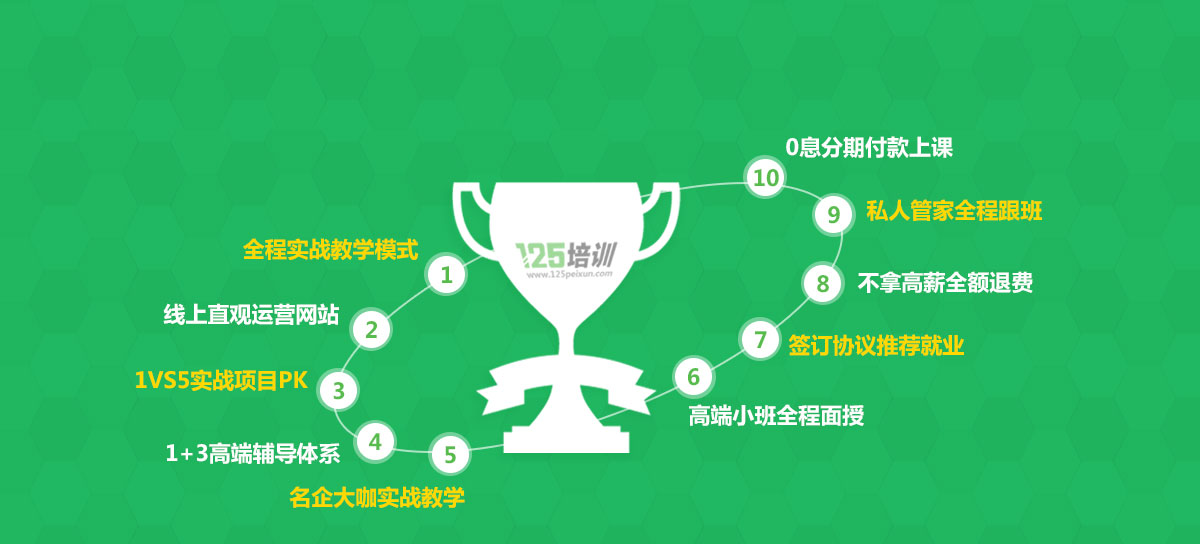 125培训
www.125peixun.com
1
全程实战教学模式
2
线上直观运营网站
3
1VS5实战项目PK
4
1+3高端辅导体系
5
名企大咖实战教学
6
高端小班全程面授
7
签订协议推荐就业
8
不拿高薪全额退费
9
私人管家全程跟班
10
0息分期付款上课